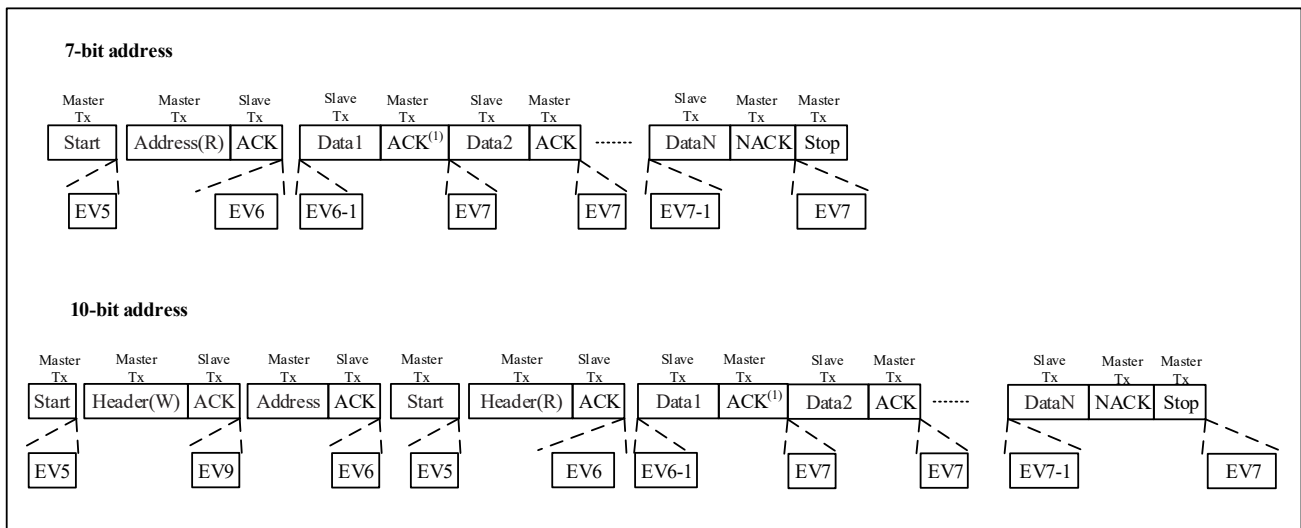 7-bit address
Master Tx Master Tx Slave Tx Slave Tx Master Tx Slave Tx Master Tx Slave Tx Master Tx Master Tx
Start Address(R) ACK Data1 ACK(1) Data2 ACK ........ DataN NACK Stop
EV5 EV6 EV6-1 EV7 EV7 EV7-1 EV7
10-bit address
Master Tx Master Tx Slave Tx Master Tx Slave Tx Master Tx Master Tx Slave Tx Slave Tx Master Tx Slave Tx Master Tx Slave Tx Master Tx Master Tx
Start Header(W) ACK Address ACK Start Header(R) ACK Data1 ACK(1) Data2 ACK ........ DataN NACK Stop
EV5 EV9 EV6 EV5 EV6 EV6-1 EV7 EV7 EV7-1 EV7